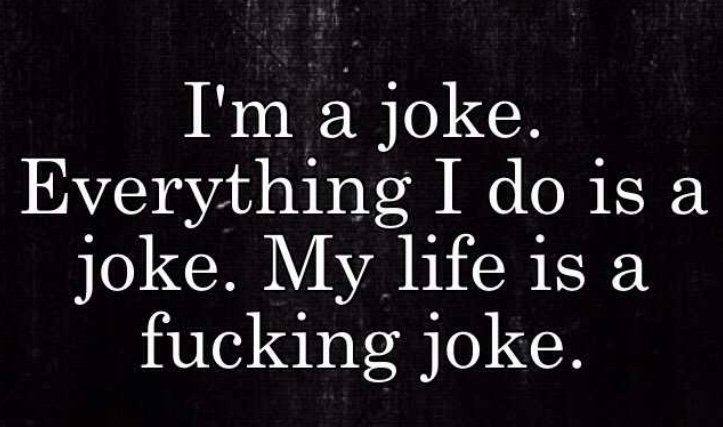 I'm a joke.
Everything I do is a
joke. My life is a
fucking joke.